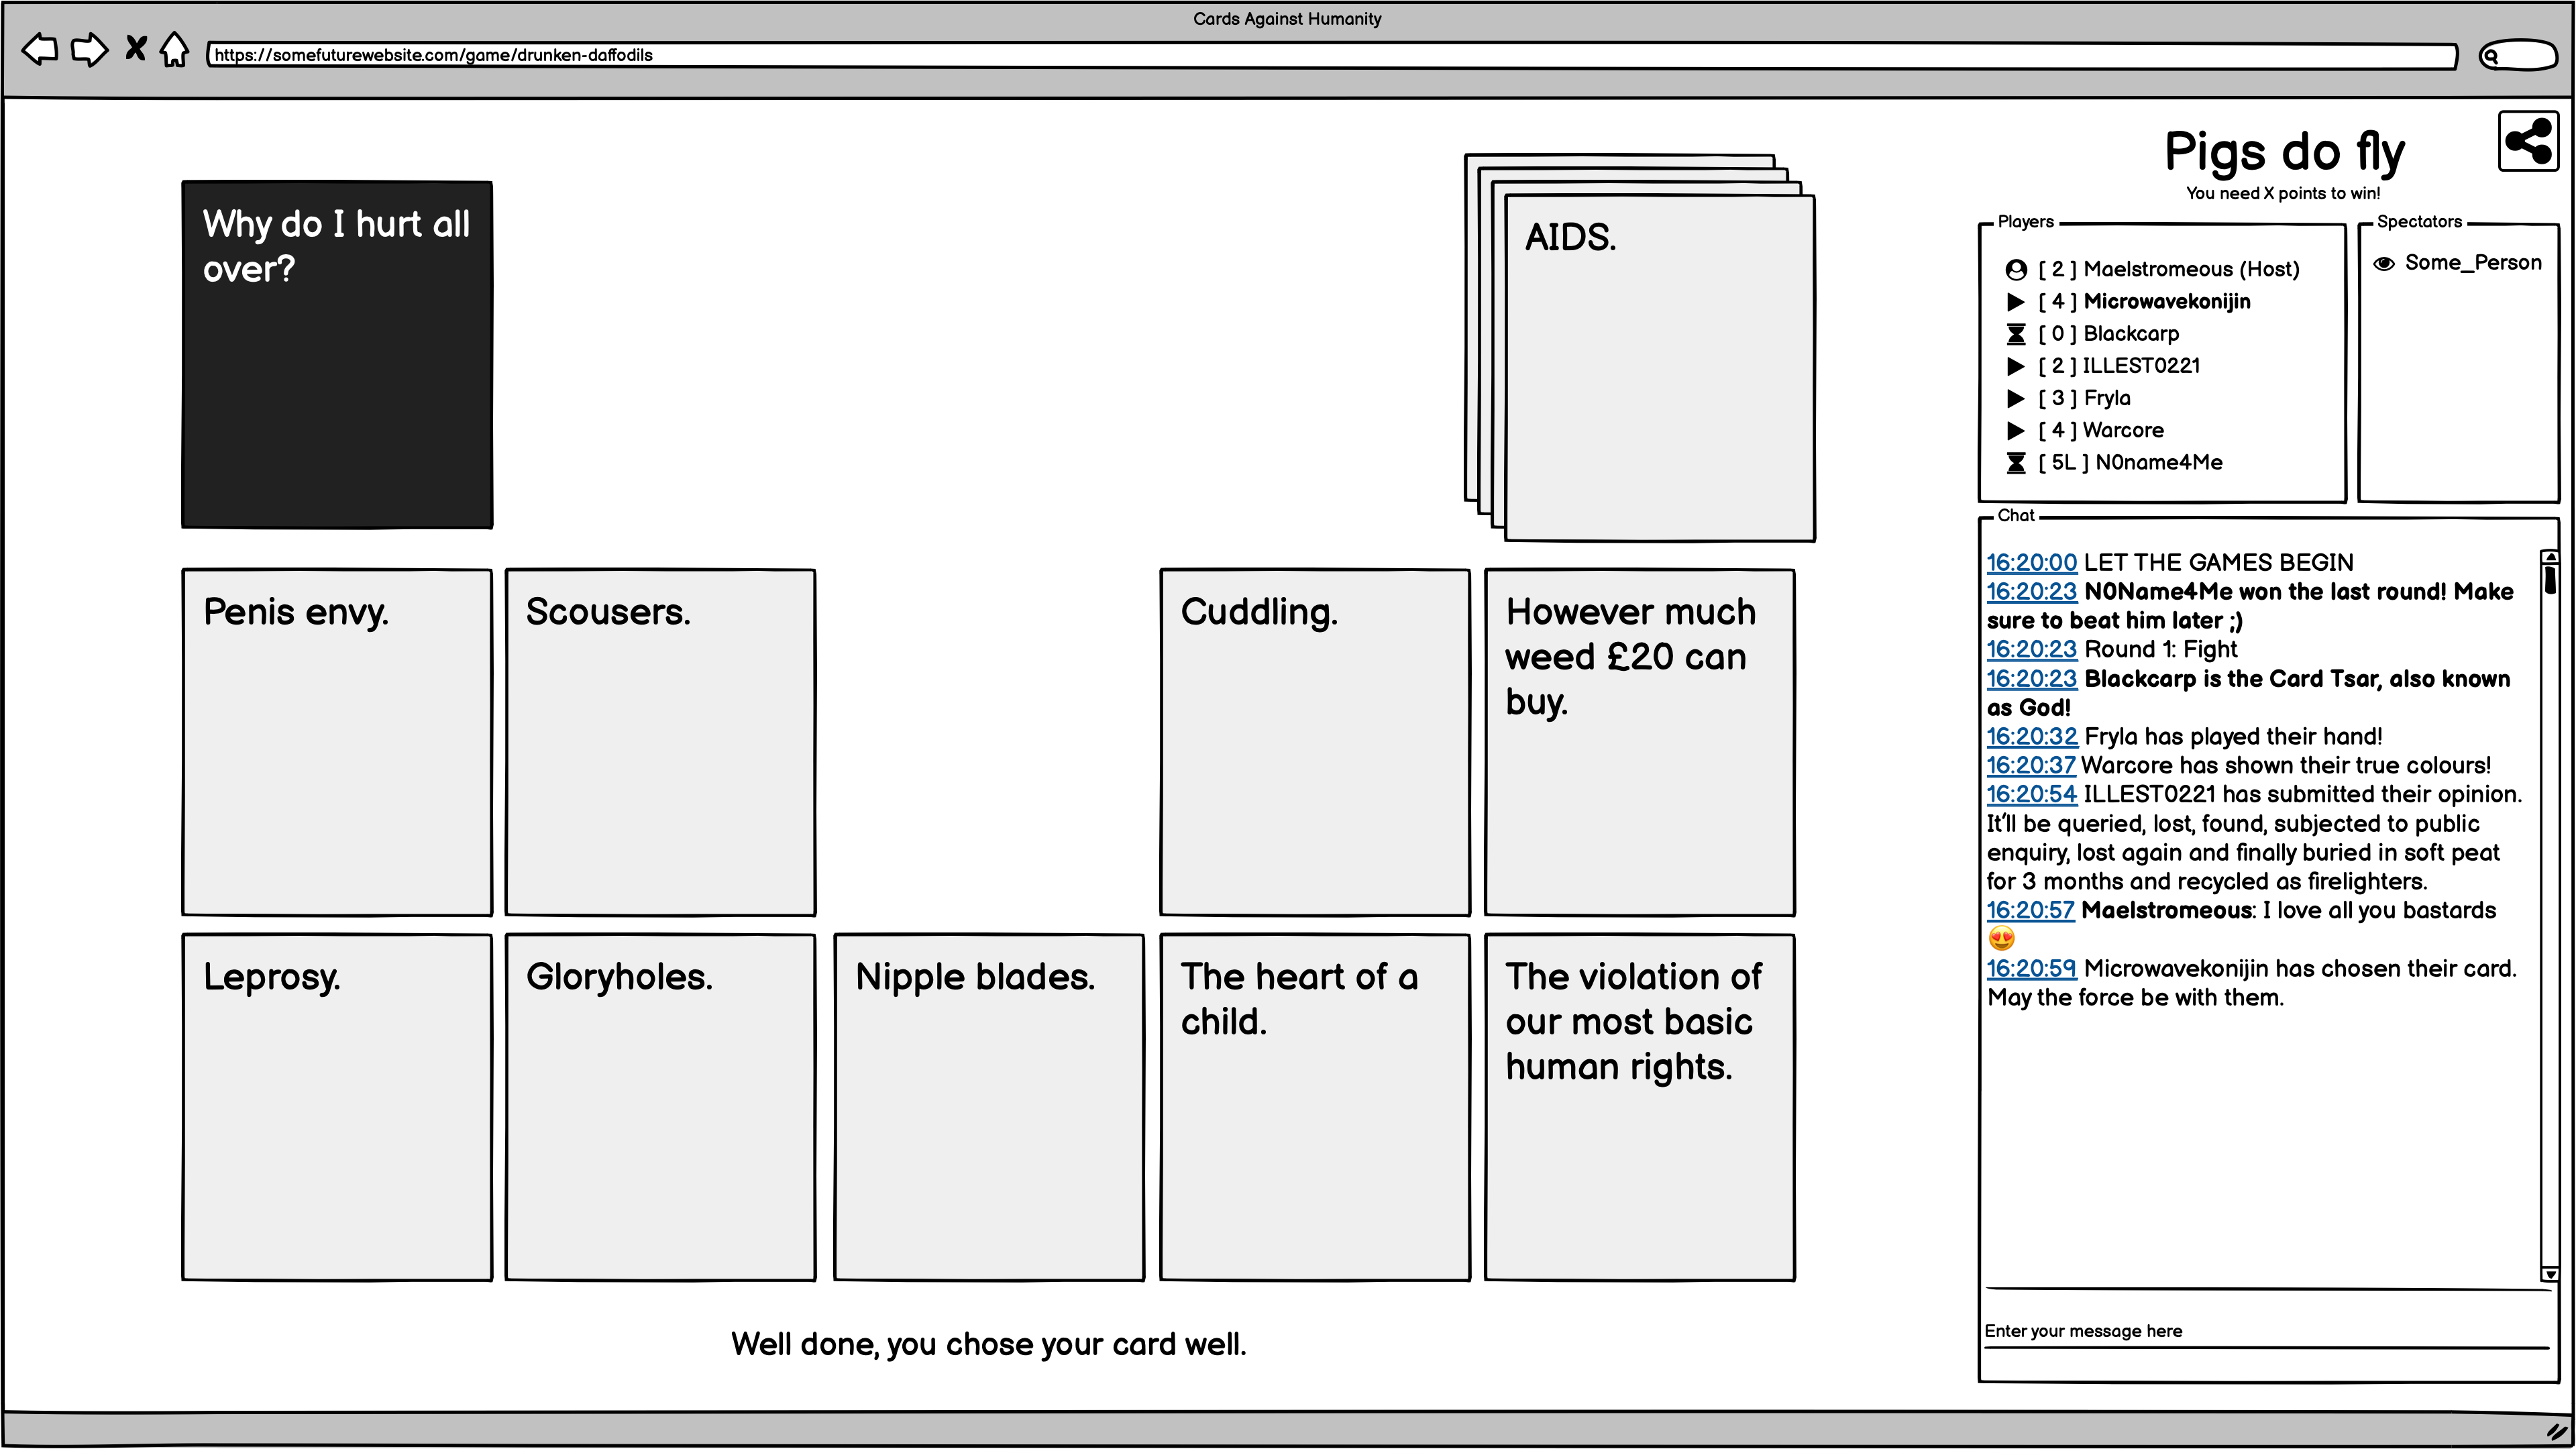 Cards Against Humanity
https://somefuturewebsite.com/game/drunken-daffodils
Why do I hurt all
over?
AIDS.
Penis envy.
Scousers.
Cuddling.
However much
weed £20 can
buy.
Leprosy.
Gloryholes.
Nipple blades.
The heart of a
child.
The violation of
our most basic
human rights.
Well done, you chose your card well.
Pigs do fly
You need X points to win!
Players
[ 2 ] Maelstromeous (Host)
[ 4 ] Microwavekonijin
[ 0 ] Blackcarp
[ 2 ] ILLEST0221
[ 3 ] Fryla
[ 4 ] Warcore
[ 5L ] N0name4Me
Spectators
Some_Person
Chat
16:20:00 LET THE GAMES BEGIN
16:20:23 N0Name4Me won the last round! Make
sure to beat him later ;)
16:20:23 Round 1: Fight
16:20:23 Blackcarp is the Card Tsar, also known
as God!
16:20:32 Fryla has played their hand!
16:20:37 Warcore has shown their true colours!
16:20:54 ILLEST0221 has submitted their opinion.
It'll be queried, lost, found, subjected to public
enquiry, lost again and finally buried in soft peat
for 3 months and recycled as firelighters.
16:20:57 Maelstromeous: I love all you bastards
😍
16:20:59 Microwavekonijin has chosen their card.
May the force be with them.
Enter your message here